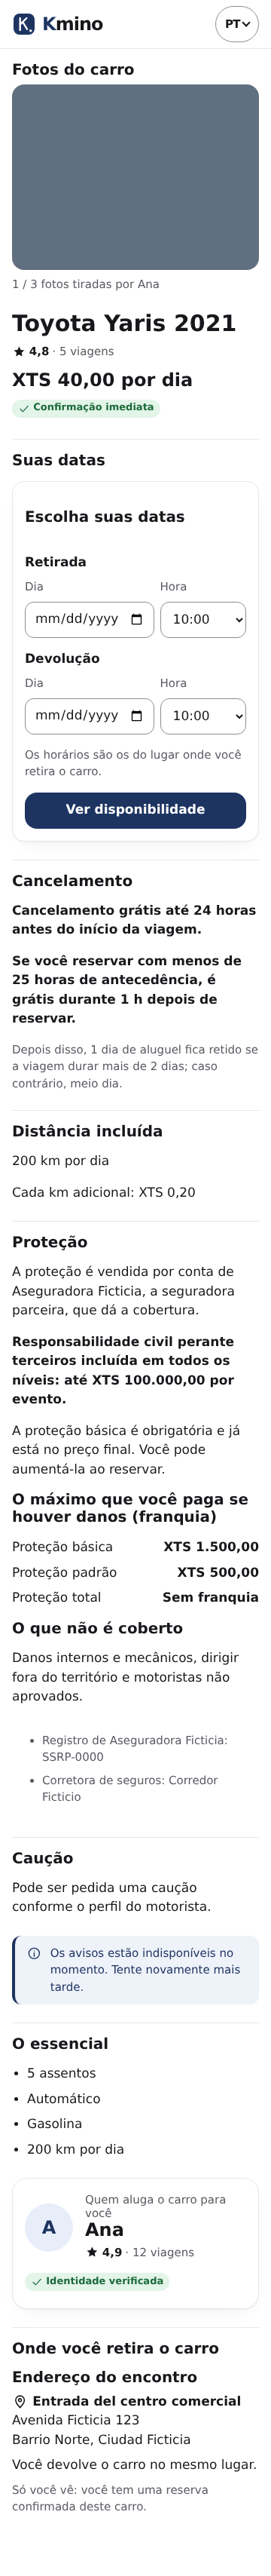 Kmino
PT
Fotos do carro
1 / 3 fotos tiradas por Ana
Toyota Yaris 2021
★ 4,8 · 5 viagens
XTS 40,00 por dia
Confirmação imediata
Suas datas
Escolha suas datas
Retirada
Dia Hora
mm/dd/yyyy 10:00
Devolução
Dia Hora
mm/dd/yyyy 10:00
Os horários são os do lugar onde você
retira o carro.
Ver disponibilidade
Cancelamento
Cancelamento grátis até 24 horas
antes do início da viagem.
Se você reservar com menos de
25 horas de antecedência, é
grátis durante 1 h depois de
reservar.
Depois disso, 1 dia de aluguel fica retido se
a viagem durar mais de 2 dias; caso
contrário, meio dia.
Distância incluída
200 km por dia
Cada km adicional: XTS 0,20
Proteção
A proteção é vendida por conta de
Aseguradora Ficticia, a seguradora
parceira, que dá a cobertura.
Responsabilidade civil perante
terceiros incluída em todos os
níveis: até XTS 100.000,00 por
evento.
A proteção básica é obrigatória e já
está no preço final. Você pode
aumentá-la ao reservar.
O máximo que você paga se
houver danos (franquia)
Proteção básica XTS 1.500,00
Proteção padrão XTS 500,00
Proteção total Sem franquia
O que não é coberto
Danos internos e mecânicos, dirigir
fora do território e motoristas não
aprovados.
• Registro de Aseguradora Ficticia:
SSRP-0000
• Corretora de seguros: Corredor
Ficticio
Caução
Pode ser pedida uma caução
conforme o perfil do motorista.
Os avisos estão indisponíveis no
momento. Tente novamente mais
tarde.
O essencial
• 5 assentos
• Automático
• Gasolina
• 200 km por dia
A
Quem aluga o carro para
você
Ana
★ 4,9 · 12 viagens
Identidade verificada
Onde você retira o carro
Endereço do encontro
Entrada del centro comercial
Avenida Ficticia 123
Barrio Norte, Ciudad Ficticia
Você devolve o carro no mesmo lugar.
Só você vê: você tem uma reserva
confirmada deste carro.